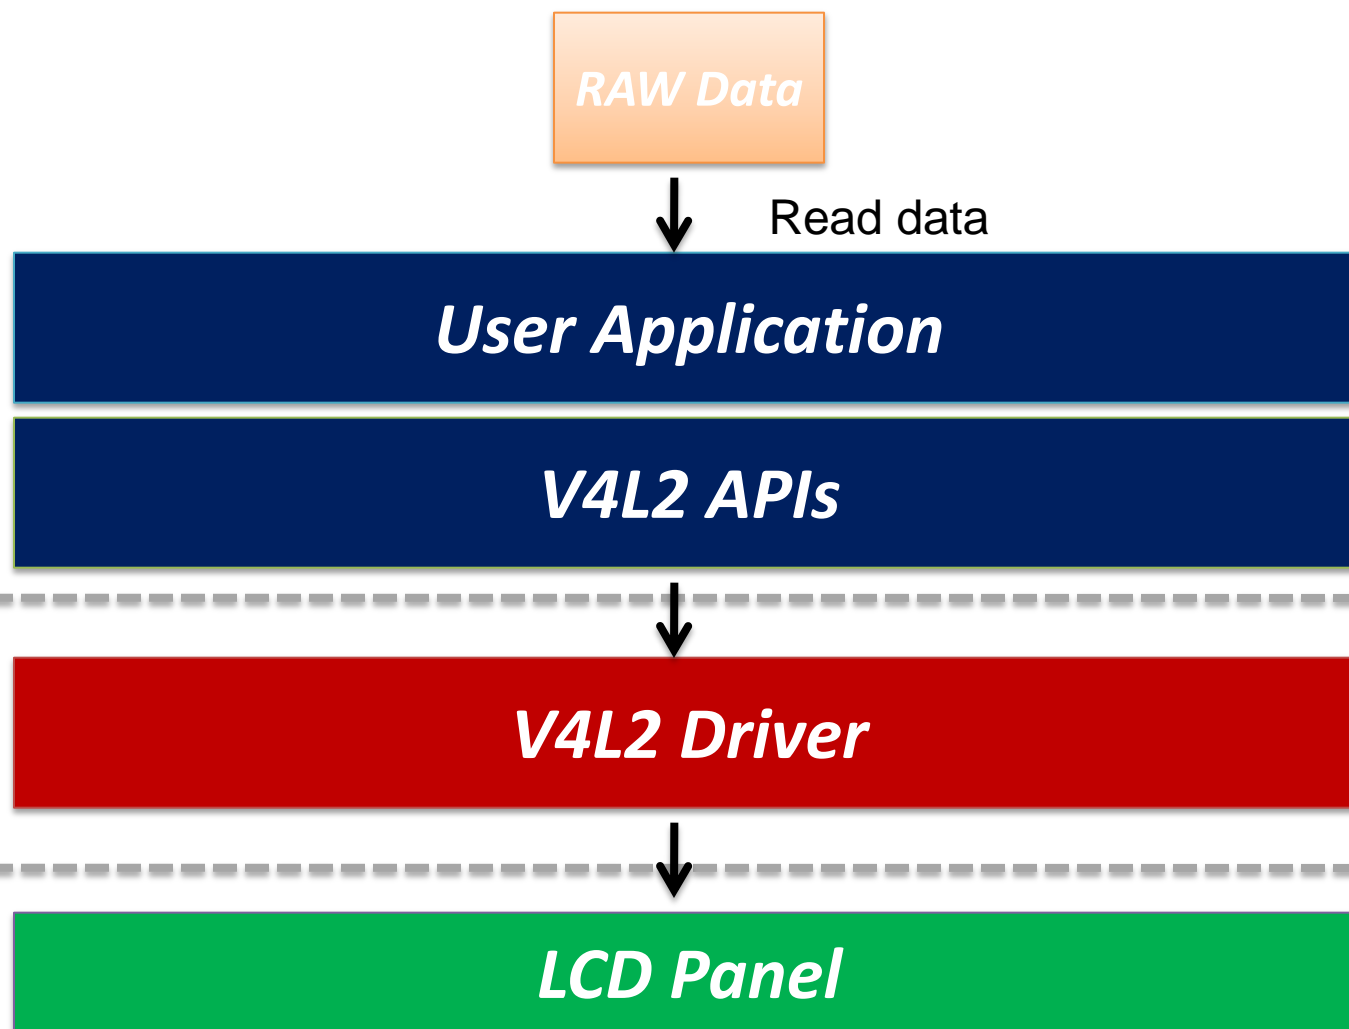 RAW Data
Read data
User Application
V4L2 APIs
V4L2 Driver
LCD Panel